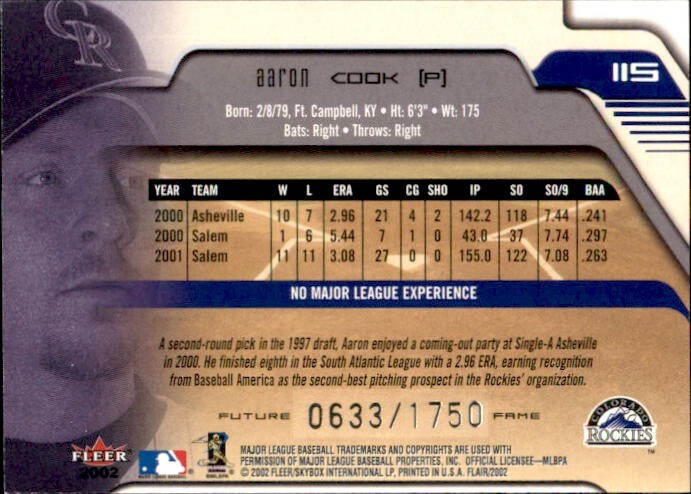 CR
115
aaron COOK [P]
Born: 2/8/79, Ft. Campbell, KY • Ht: 6'3" • Wt: 175
Bats: Right • Throws: Right
YEAR TEAM W L ERA GS CG SHO IP SO SO/9 BAA
2000 Asheville 10 7 2.96 21 4 2 142.2 118 7.44 .241
2000 Salem 1 6 5.44 7 1 0 43.0 37 7.74 .297
2001 Salem 11 11 3.08 27 0 0 155.0 122 7.08 .263
NO MAJOR LEAGUE EXPERIENCE
A second-round pick in the 1997 draft, Aaron enjoyed a coming-out party at Single-A Asheville
in 2000. He finished eighth in the South Atlantic League with a 2.96 ERA, earning recognition
from Baseball America as the second-best pitching prospect in the Rockies' organization.
FUTURE 0633/1750 FAME
COLORADO
ROCKIES
TM
FLEER
2002
MAJOR LEAGUE BASEBALL TRADEMARKS AND COPYRIGHTS ARE USED WITH
PERMISSION OF MAJOR LEAGUE BASEBALL PROPERTIES, INC. OFFICIAL LICENSEE—MLBPA
© 2002 FLEER/SKYBOX INTERNATIONAL LP, PRINTED IN U.S.A. FLAIR/2002